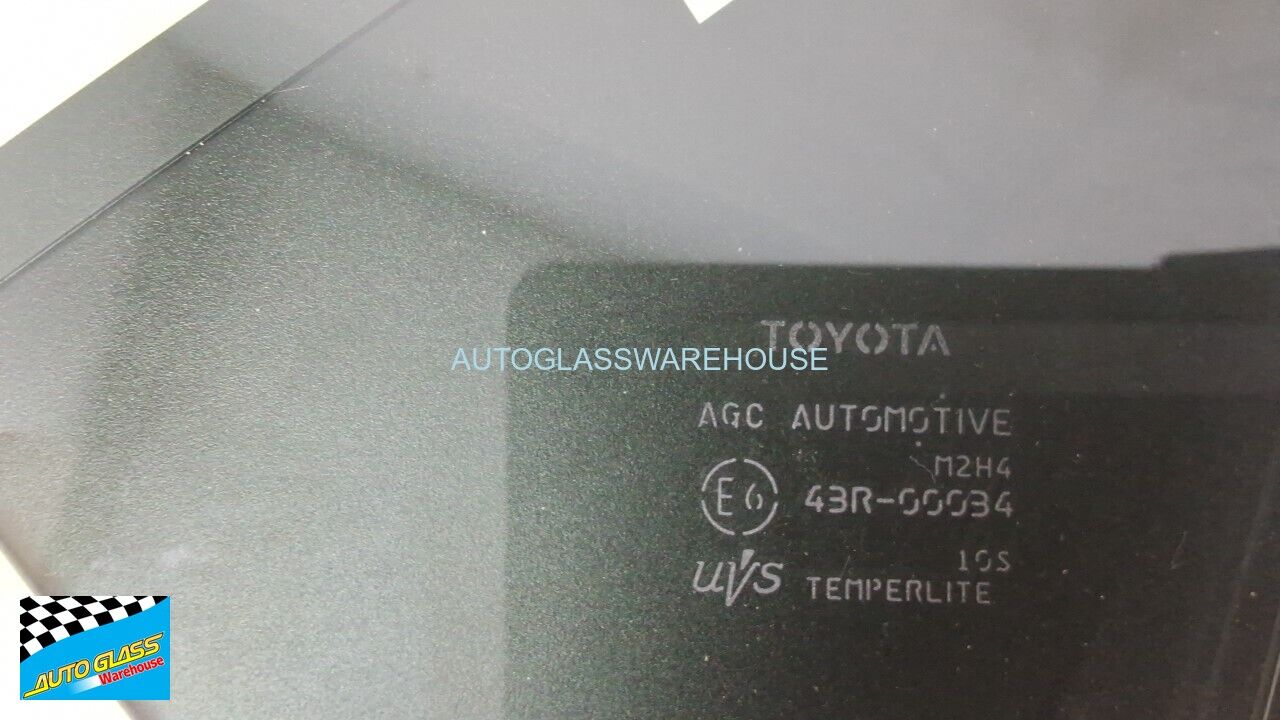 TOYOTA
AUTOGLASSWAREHOUSE
AGC AUTOMOTIVE
M2H4
E6 43R-00034
uvs 10S
TEMPERLITE
AUTO GLASS
Warehouse